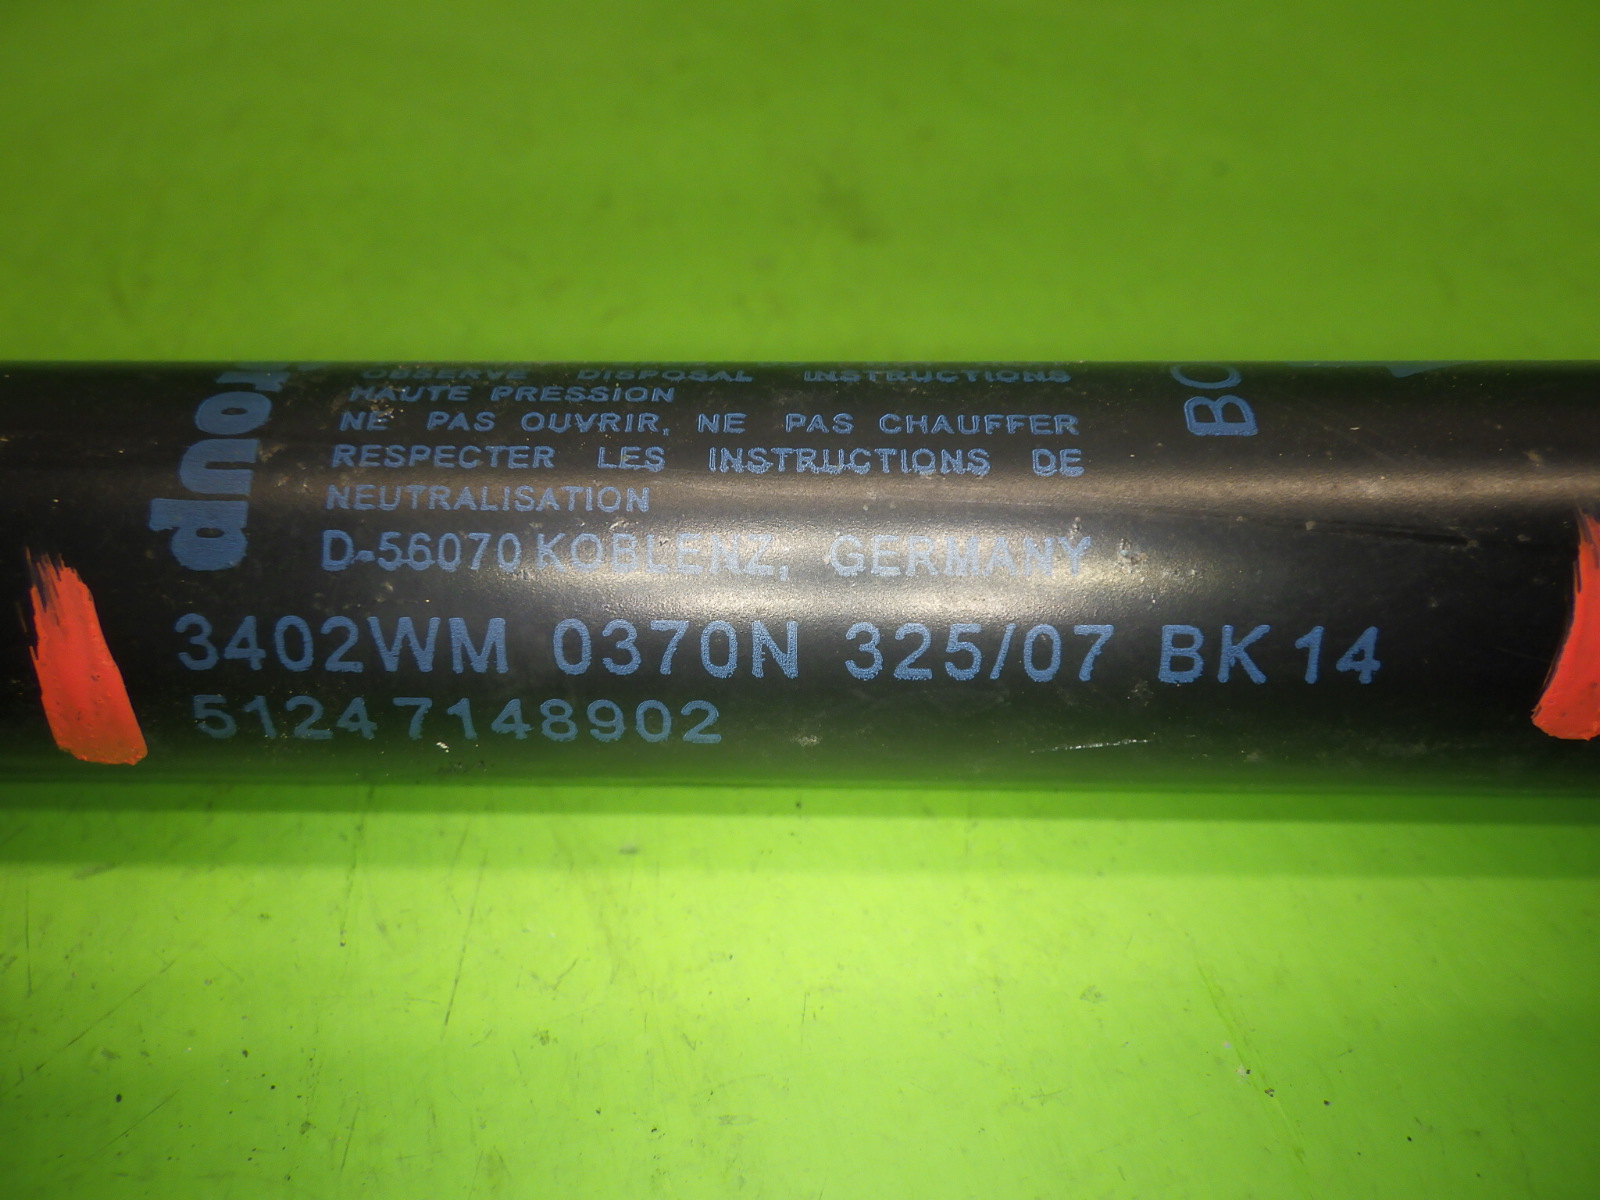 OBSERVE DISPOSAL INSTRUCTIONS
HAUTE PRESSION
NE PAS OUVRIR, NE PAS CHAUFFER
RESPECTER LES INSTRUCTIONS DE
NEUTRALISATION
D-56070 KOBLENZ, GERMANY
3402WM 0370N 325/07 BK 14
51247148902